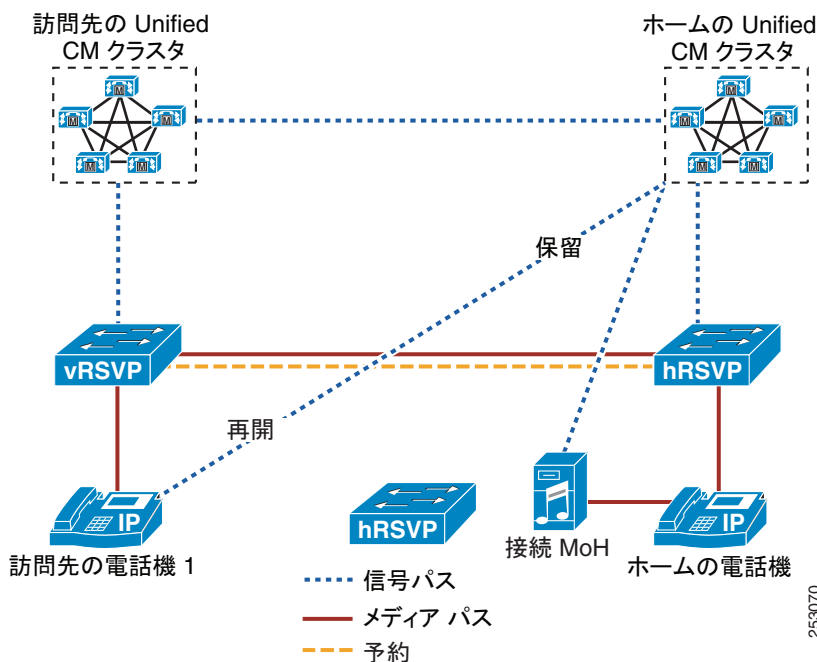 訪問先の Unified
CM クラスタ
ホームの Unified
CM クラスタ
M
M
M
M
M
M
M
M
M
M
保留
vRSVP
hRSVP
再開
IP
hRSVP
IP
訪問先の電話機 1
接続 MoH
ホームの電話機
信号パス
メディア パス
予約
253070